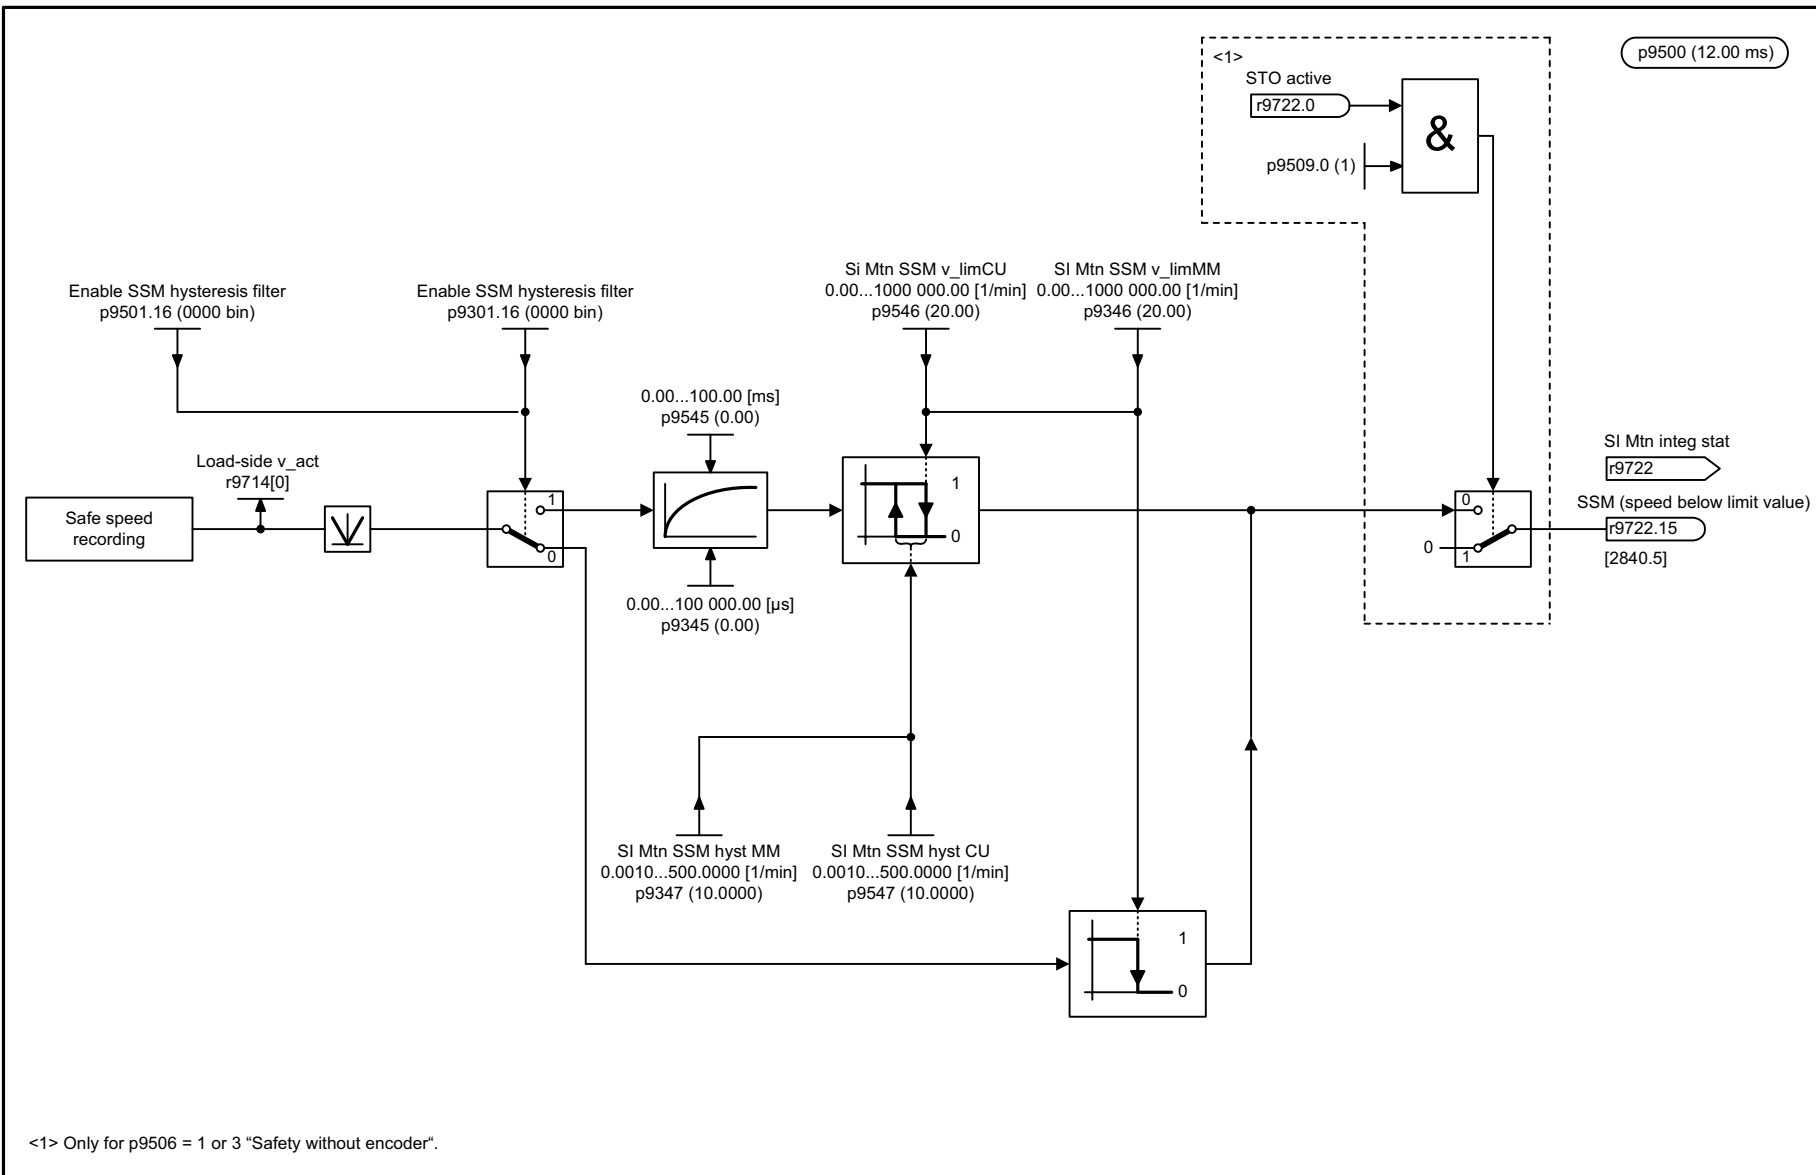 <1>
p9500 (12.00 ms)
STO active
r9722.0
&
p9509.0 (1)
Si Mtn SSM v_limCU
0.00...1000 000.00 [1/min]
p9546 (20.00)
SI Mtn SSM v_limMM
0.00...1000 000.00 [1/min]
p9346 (20.00)
Enable SSM hysteresis filter
p9501.16 (0000 bin)
Enable SSM hysteresis filter
p9301.16 (0000 bin)
0.00...100.00 [ms]
p9545 (0.00)
Load-side v_act
r9714[0]
Safe speed
recording
1
0
0.00...100 000.00 [µs]
p9345 (0.00)
1
0
SI Mtn integ stat
r9722
SSM (speed below limit value)
r9722.15
[2840.5]
0
0
1
SI Mtn SSM hyst MM
0.0010...500.0000 [1/min]
p9347 (10.0000)
SI Mtn SSM hyst CU
0.0010...500.0000 [1/min]
p9547 (10.0000)
1
0
<1> Only for p9506 = 1 or 3 “Safety without encoder“.